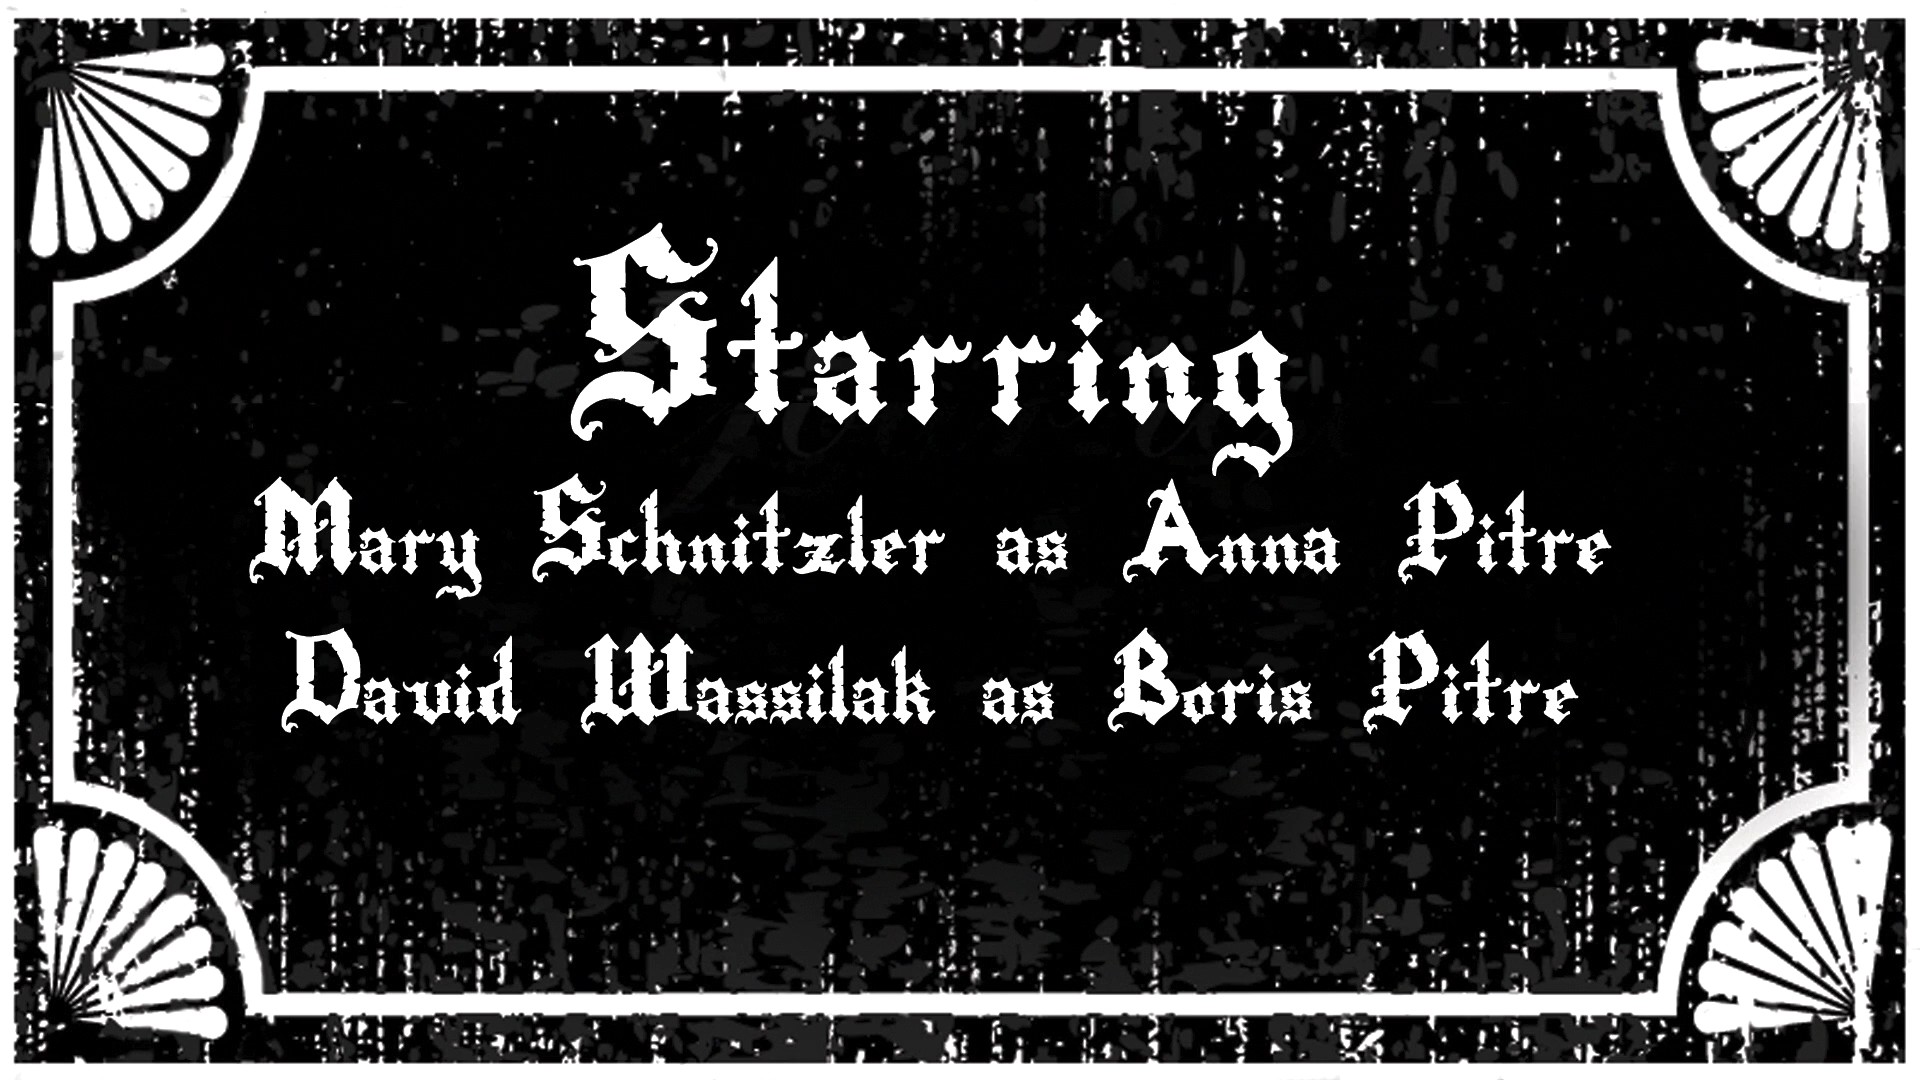 Starring
Mary Schnitzler as Anna Pitre
David Wassilak as Boris Pitre